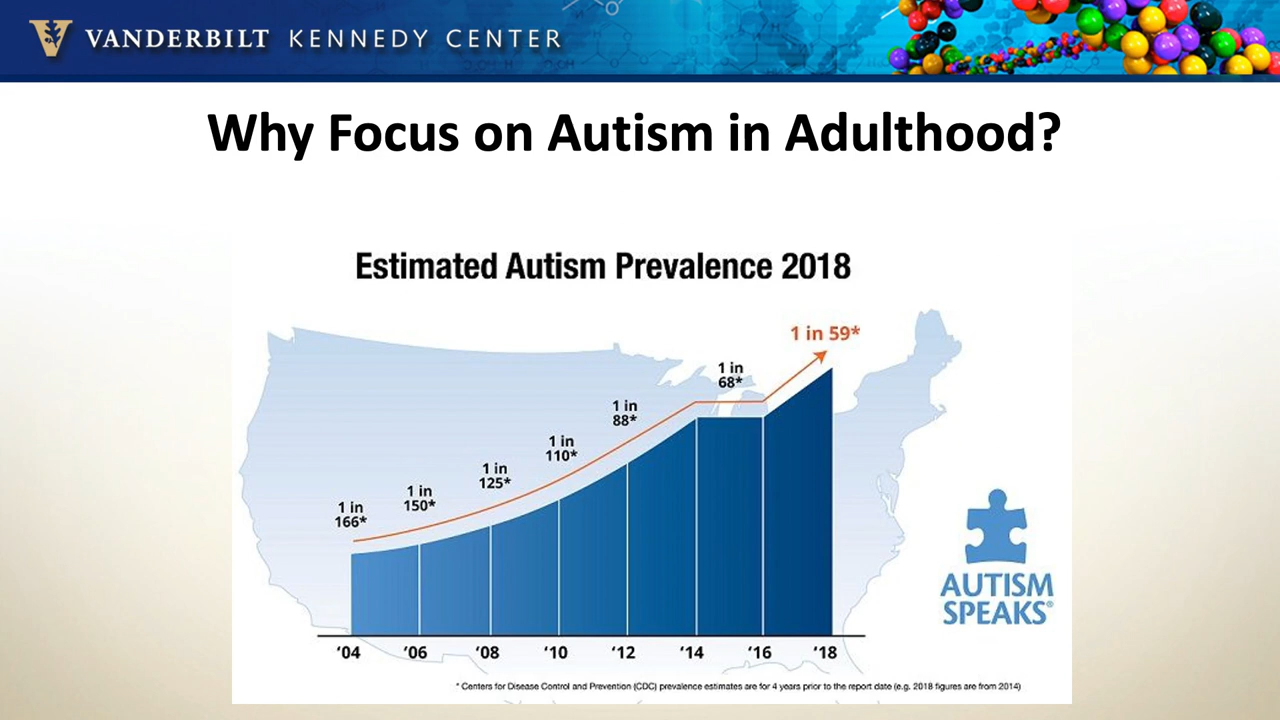 VANDERBILT KENNEDY CENTER
Why Focus on Autism in Adulthood?
Estimated Autism Prevalence 2018
1 in 59*
1 in
68*
1 in
88*
1 in
110*
1 in
125*
1 in
150*
1 in
166*
AUTISM
SPEAKS®
‘04 ‘06 ‘08 ‘10 ‘12 ‘14 ‘16 ‘18
* Centers for Disease Control and Prevention (CDC) prevalence estimates are for 4 years prior to the report date (e.g. 2018 figures are from 2014)